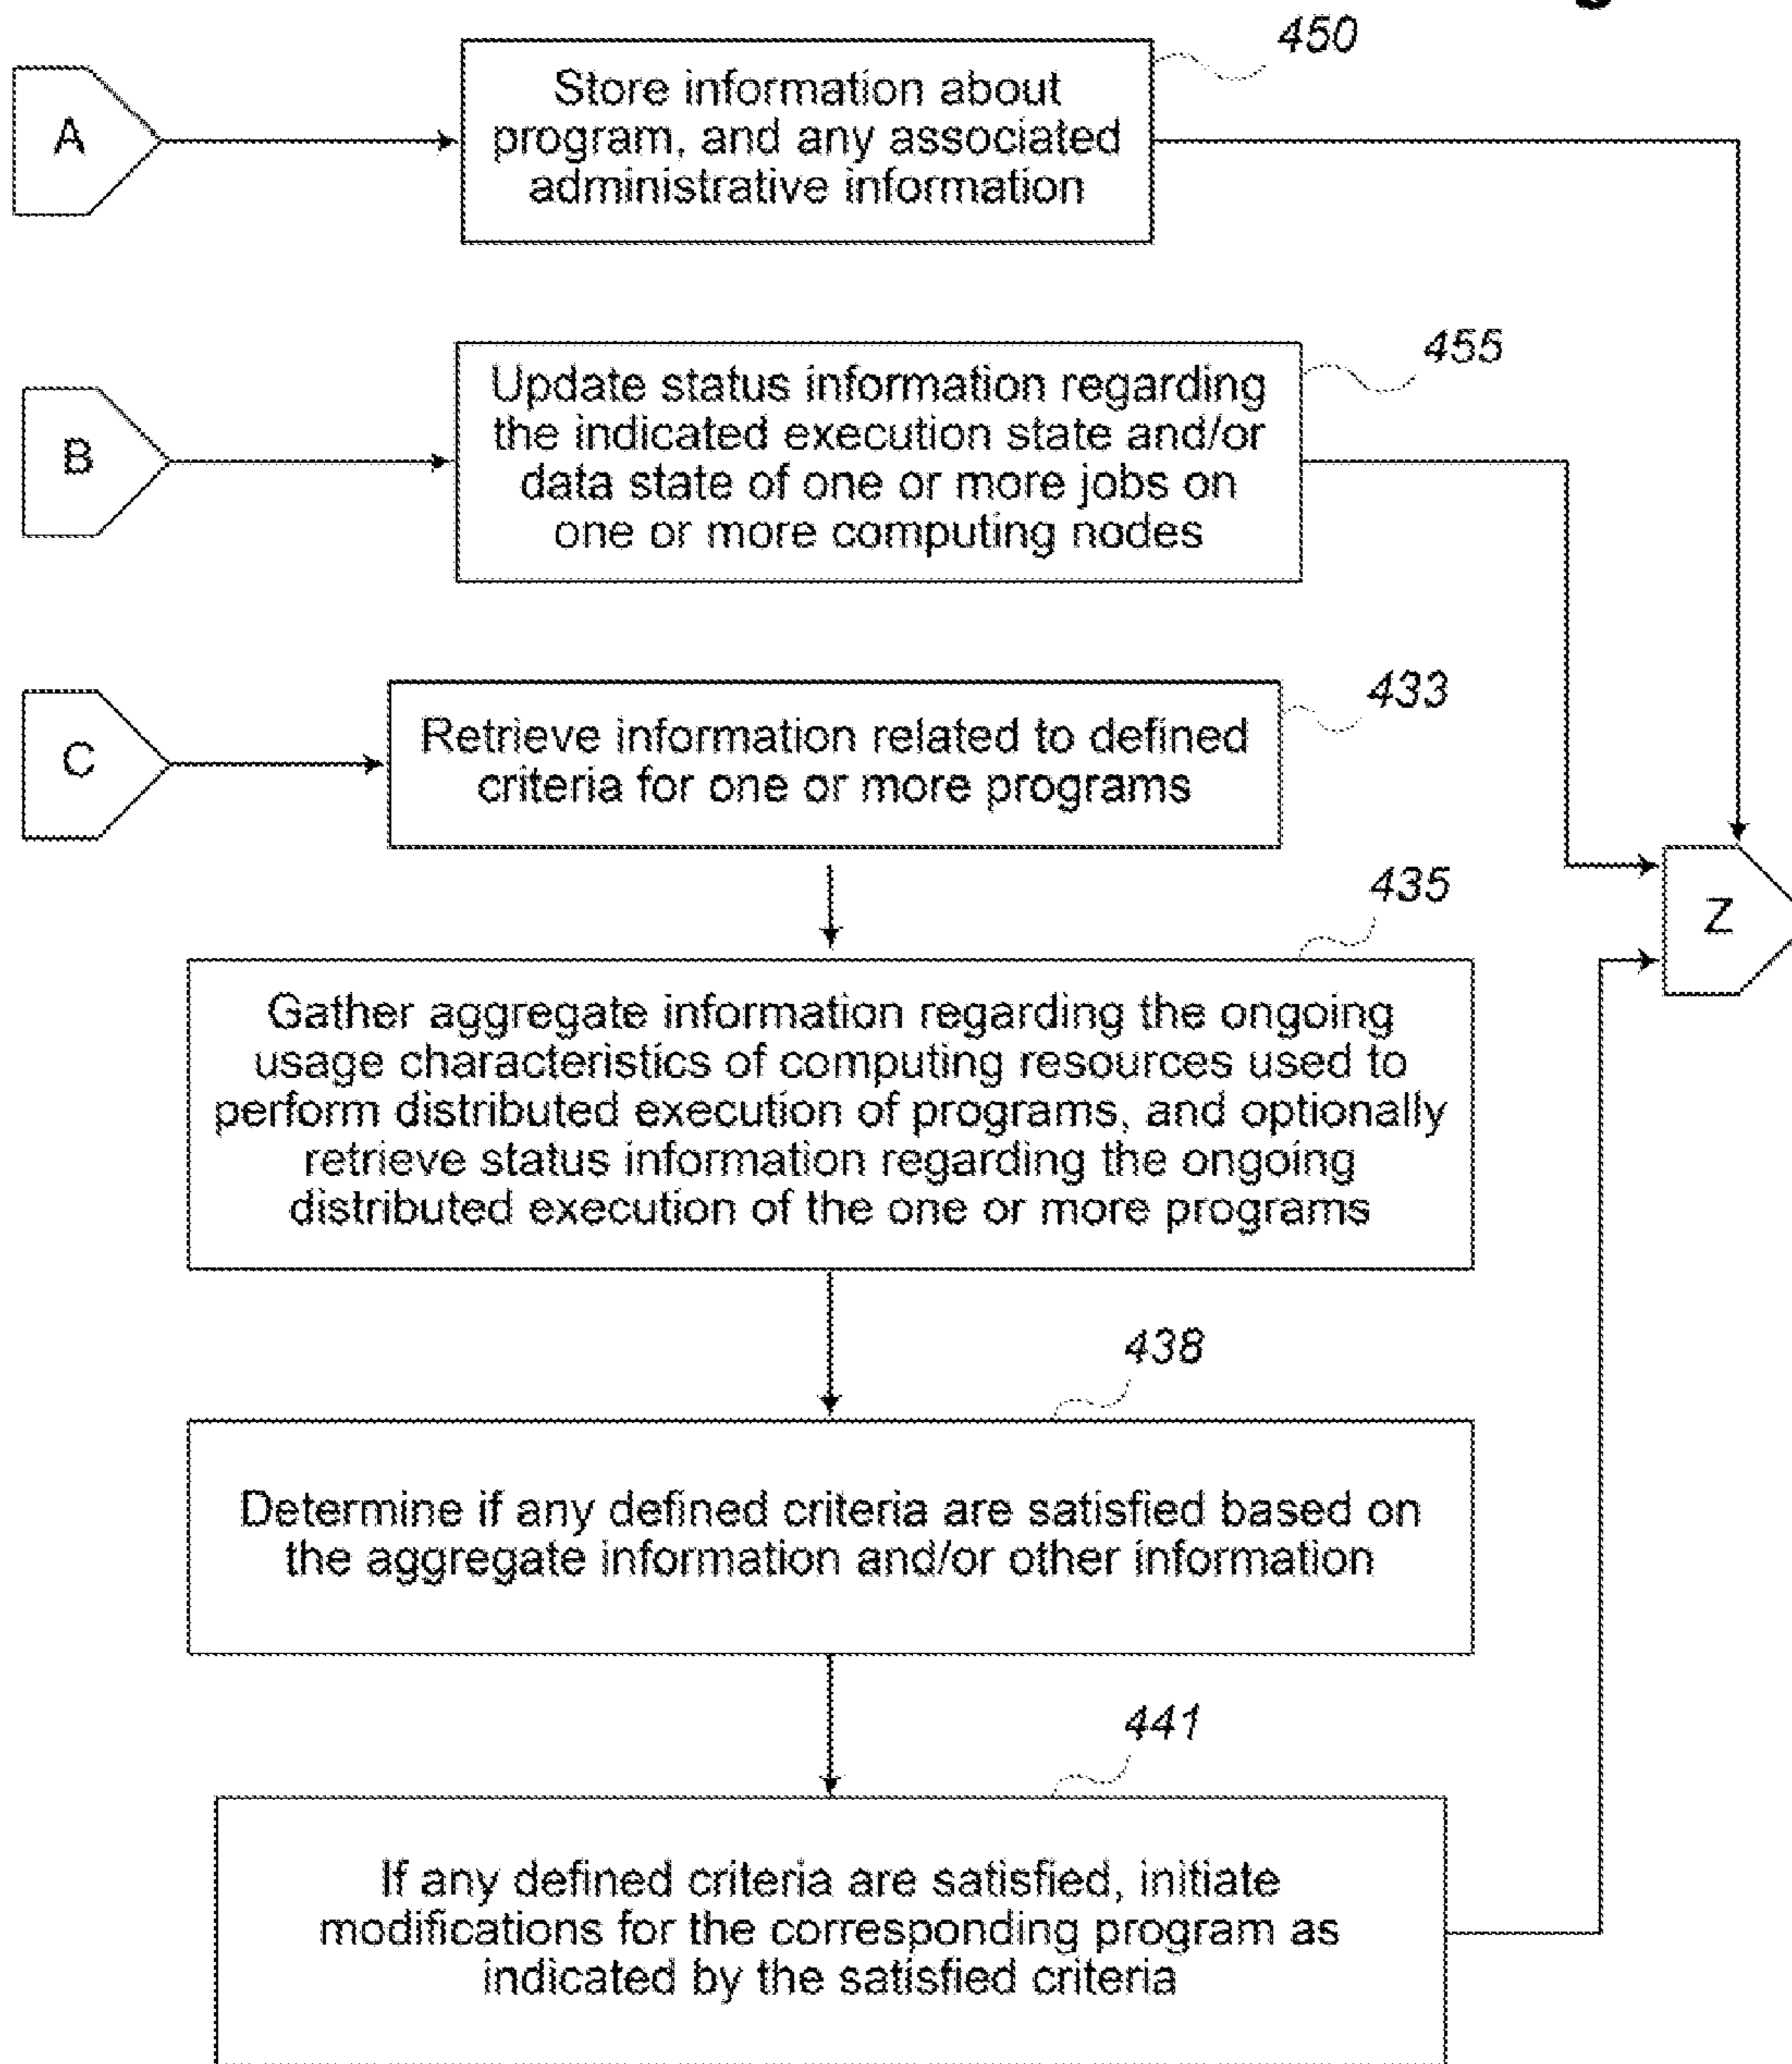 450
A
Store information about
program, and any associated
administrative information
455
B
Update status information regarding
the indicated execution state and/or
data state of one or more jobs on
one or more computing nodes
433
C
Retrieve information related to defined
criteria for one or more programs
435
Z
Gather aggregate information regarding the ongoing
usage characteristics of computing resources used to
perform distributed execution of programs, and optionally
retrieve status information regarding the ongoing
distributed execution of the one or more programs
438
Determine if any defined criteria are satisfied based on
the aggregate information and/or other information
441
If any defined criteria are satisfied, initiate
modifications for the corresponding program as
indicated by the satisfied criteria